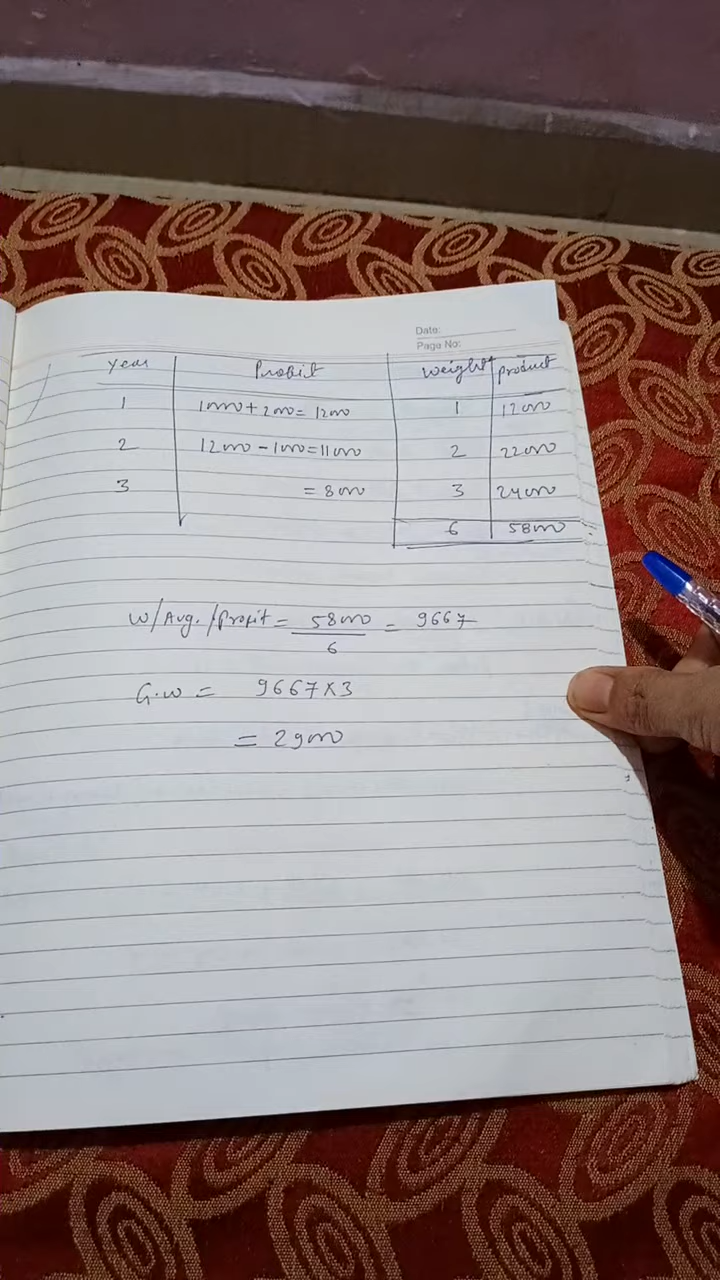 Date:
Page No:
Year Profit weight product
1 10000+2000=12000 1 12000
2 12000-1000=11000 2 22000
3 =8000 3 24000
6 58000
W/Avg./Profit = 58000/6 = 9667
G.W = 9667×3
= 29000